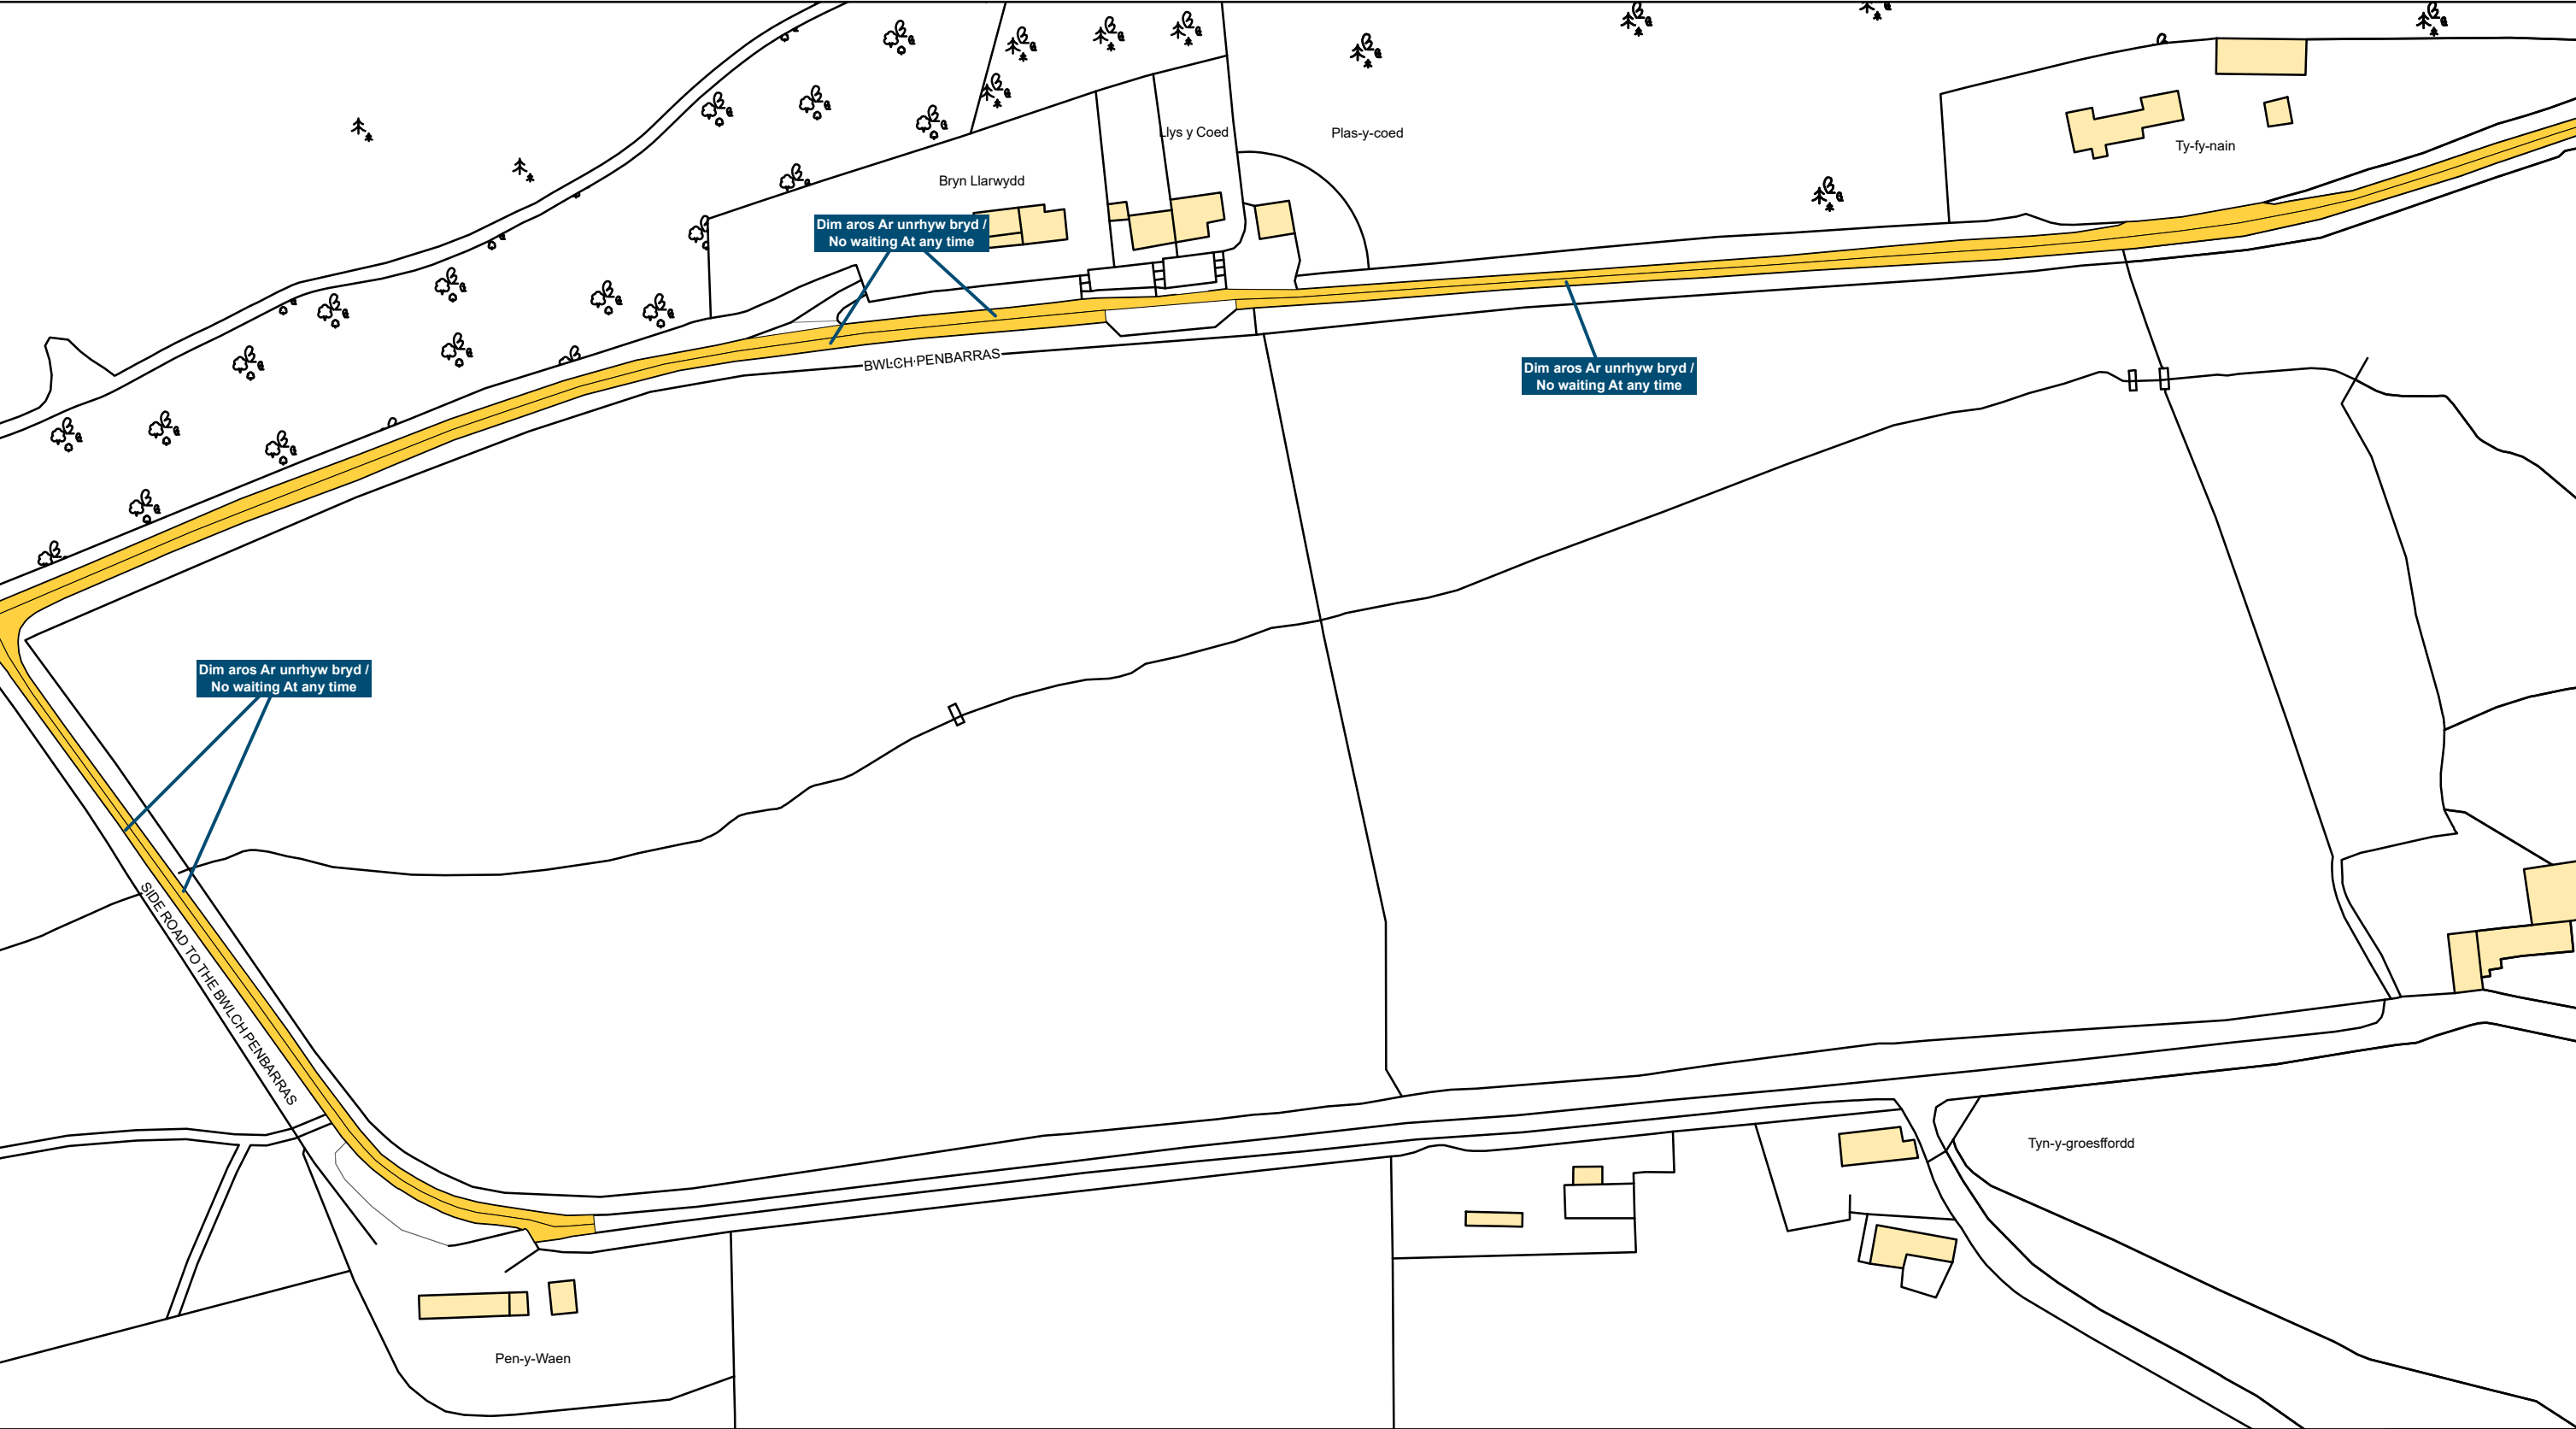 Llys y Coed
Plas-y-coed
Ty-fy-nain
Bryn Llarwydd
Dim aros Ar unrhyw bryd /
No waiting At any time
BWLCH PENBARRAS
Dim aros Ar unrhyw bryd /
No waiting At any time
Dim aros Ar unrhyw bryd /
No waiting At any time
SIDE ROAD TO THE BWLCH PENBARRAS
Tyn-y-groesffordd
Pen-y-Waen